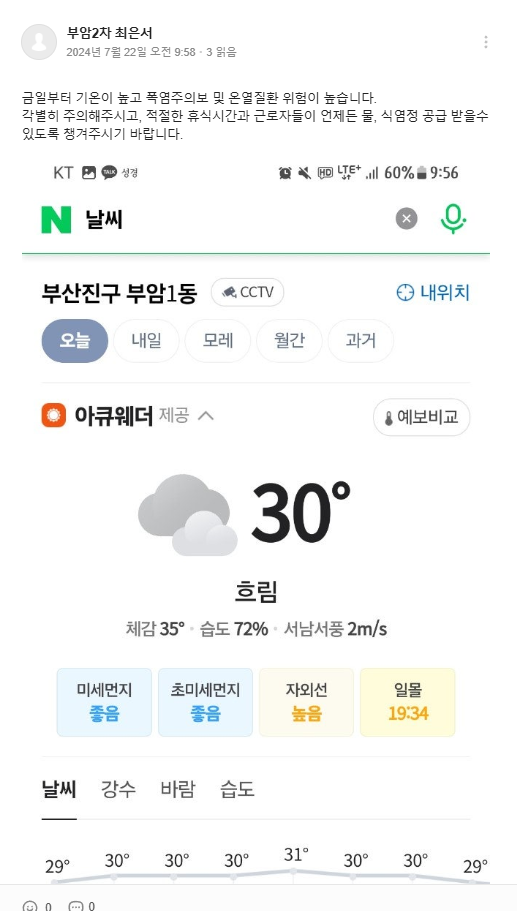 부암2차 최은서
2024년 7월 22일 오전 9:58 · 3 읽음
금일부터 기온이 높고 폭염주의보 및 온열질환 위험이 높습니다.
각별히 주의해주시고, 적절한 휴식시간과 근로자들이 언제든 물, 식염정 공급 받을수
있도록 챙겨주시기 바랍니다.
KT TALK 성경 HD LTE+ 60% 9:56
N 날씨
부산진구 부암1동 CCTV 내위치
오늘 내일 모레 월간 과거
아큐웨더 제공 예보비교
30°
흐림
체감 35° · 습도 72% · 서남서풍 2m/s
미세먼지 초미세먼지 자외선 일몰
좋음 좋음 높음 19:34
날씨 강수 바람 습도
29° 30° 30° 30° 31° 30° 30° 29°
0 0